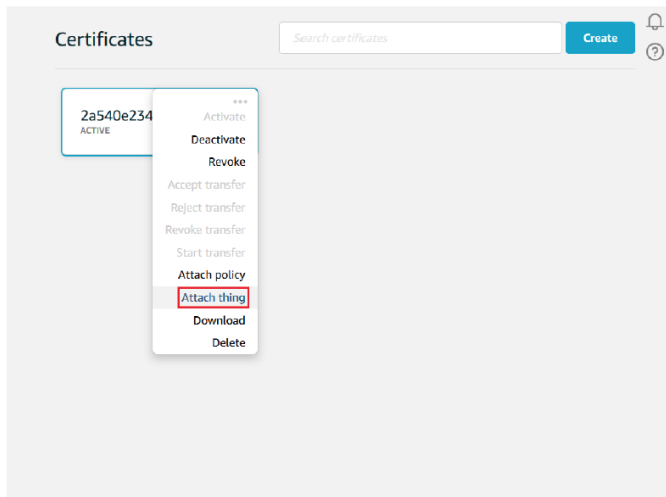 Certificates
Search certificates
Create
2a540e234
ACTIVE
Activate
Deactivate
Revoke
Accept transfer
Reject transfer
Revoke transfer
Start transfer
Attach policy
Attach thing
Download
Delete